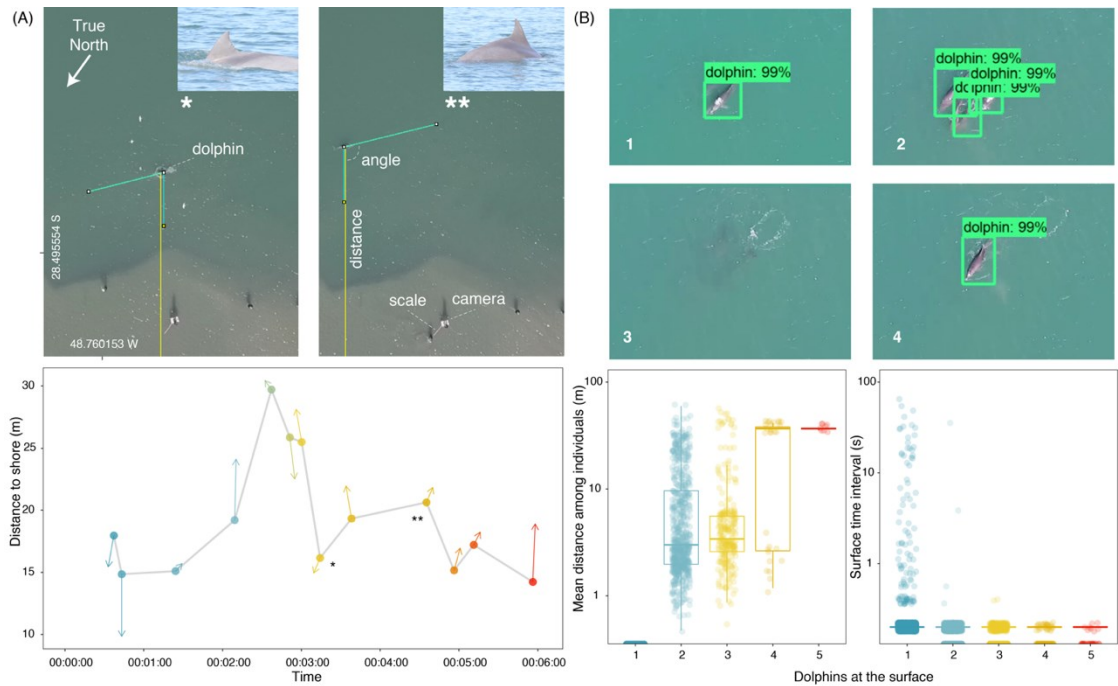 (A)
True
North
*
**
dolphin
angle
distance
28.495554 S
scale
camera
48.760153 W
Distance to shore (m)
30
25
20
15
10
*
**
00:00:00
00:01:00
00:02:00
00:03:00
00:04:00
00:05:00
00:06:00
Time
(B)
dolphin: 99%
1
dolphin: 99%
dolphin: 99%
dolphin: 99%
2
3
dolphin: 99%
4
Mean distance among individuals (m)
100
10
1
1
2
3
4
5
Surface time interval (s)
100
10
1
1
2
3
4
5
Dolphins at the surface